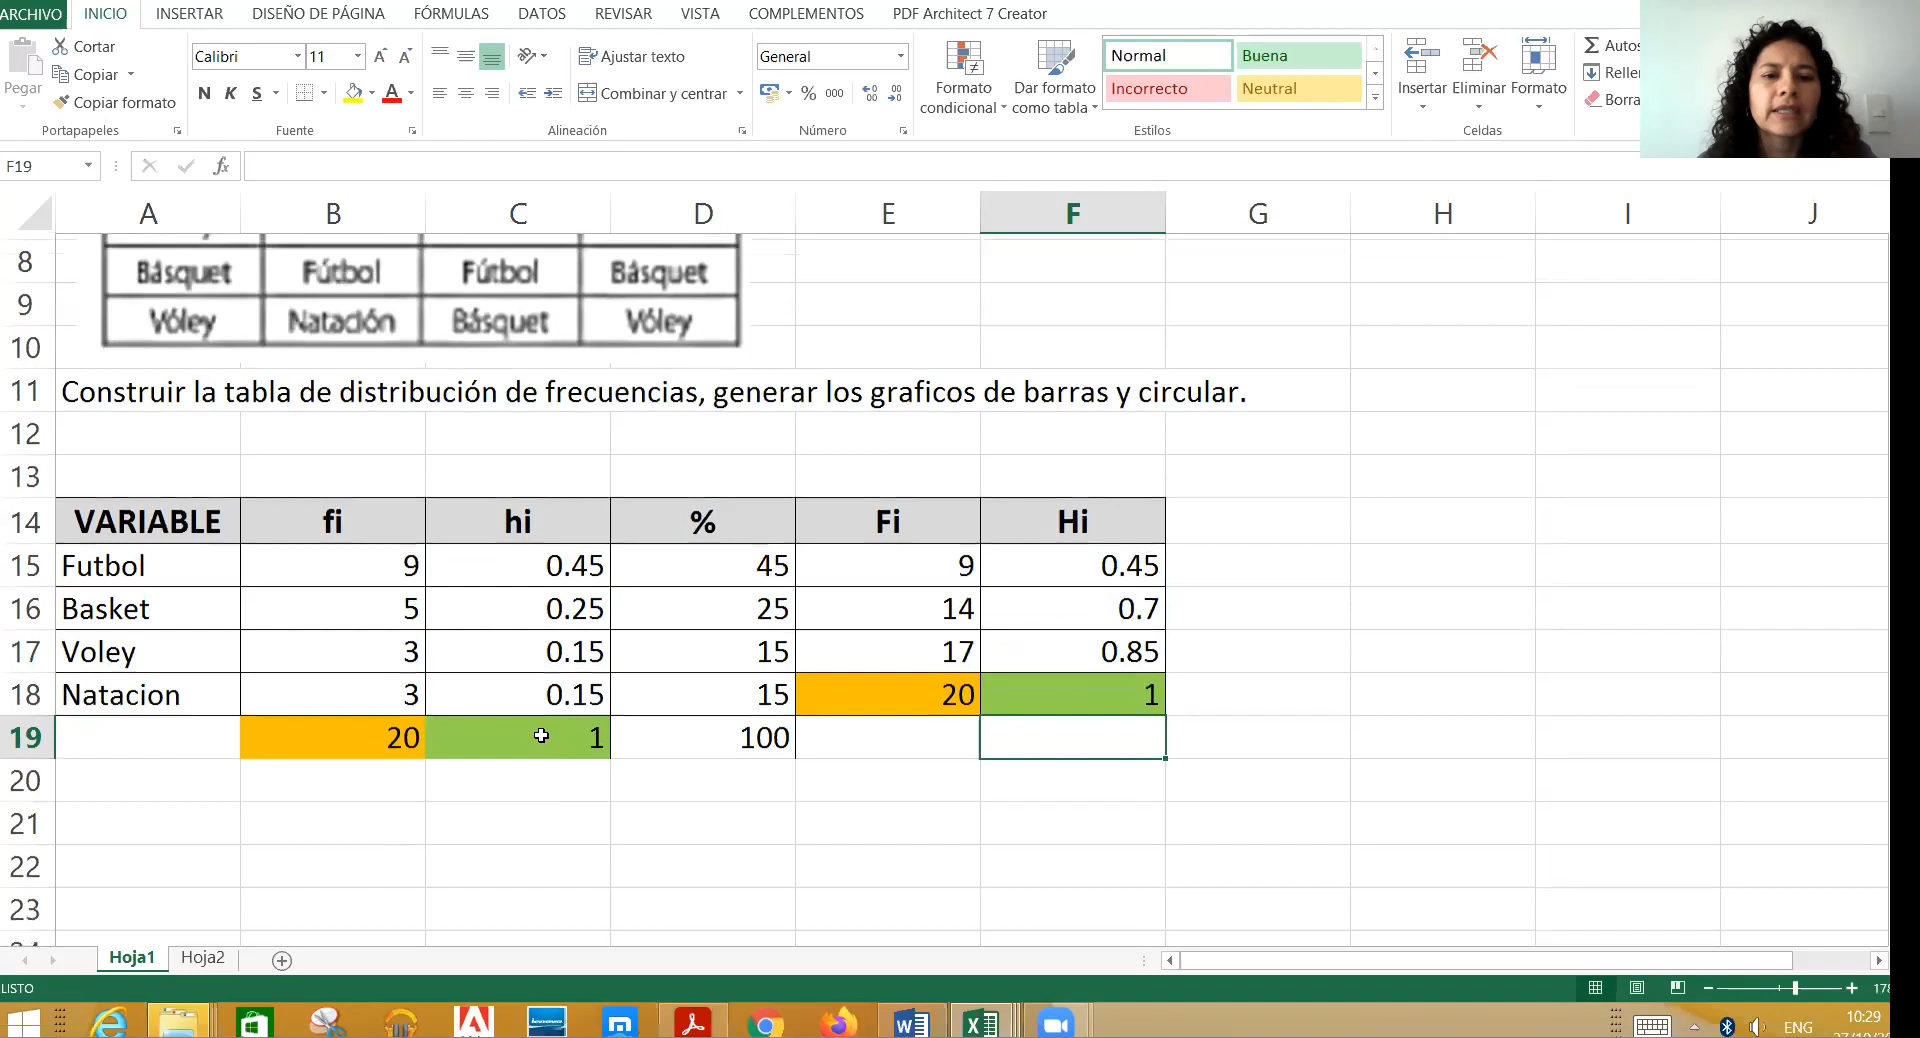 ARCHIVO INICIO INSERTAR DISEÑO DE PÁGINA FÓRMULAS DATOS REVISAR VISTA COMPLEMENTOS PDF Architect 7 Creator
Pegar
Cortar
Copiar
Copiar formato
Portapapeles
Calibri 11
N K S
Fuente
Ajustar texto
Combinar y centrar
Alineación
General
% 000
Número
Formato condicional
Dar formato como tabla
Normal Buena
Incorrecto Neutral
Estilos
Insertar Eliminar Formato
Celdas
Autos
Reller
Borra
F19 fx
A B C D E F G H I J
8 Básquet Fútbol Fútbol Básquet
9 Vóley Natación Básquet Vóley
10
11 Construir la tabla de distribución de frecuencias, generar los graficos de barras y circular.
12
13
14 VARIABLE fi hi % Fi Hi
15 Futbol 9 0.45 45 9 0.45
16 Basket 5 0.25 25 14 0.7
17 Voley 3 0.15 15 17 0.85
18 Natacion 3 0.15 15 20 1
19 20 1 100
20
21
22
23
Hoja1 Hoja2
LISTO
ENG
10:29